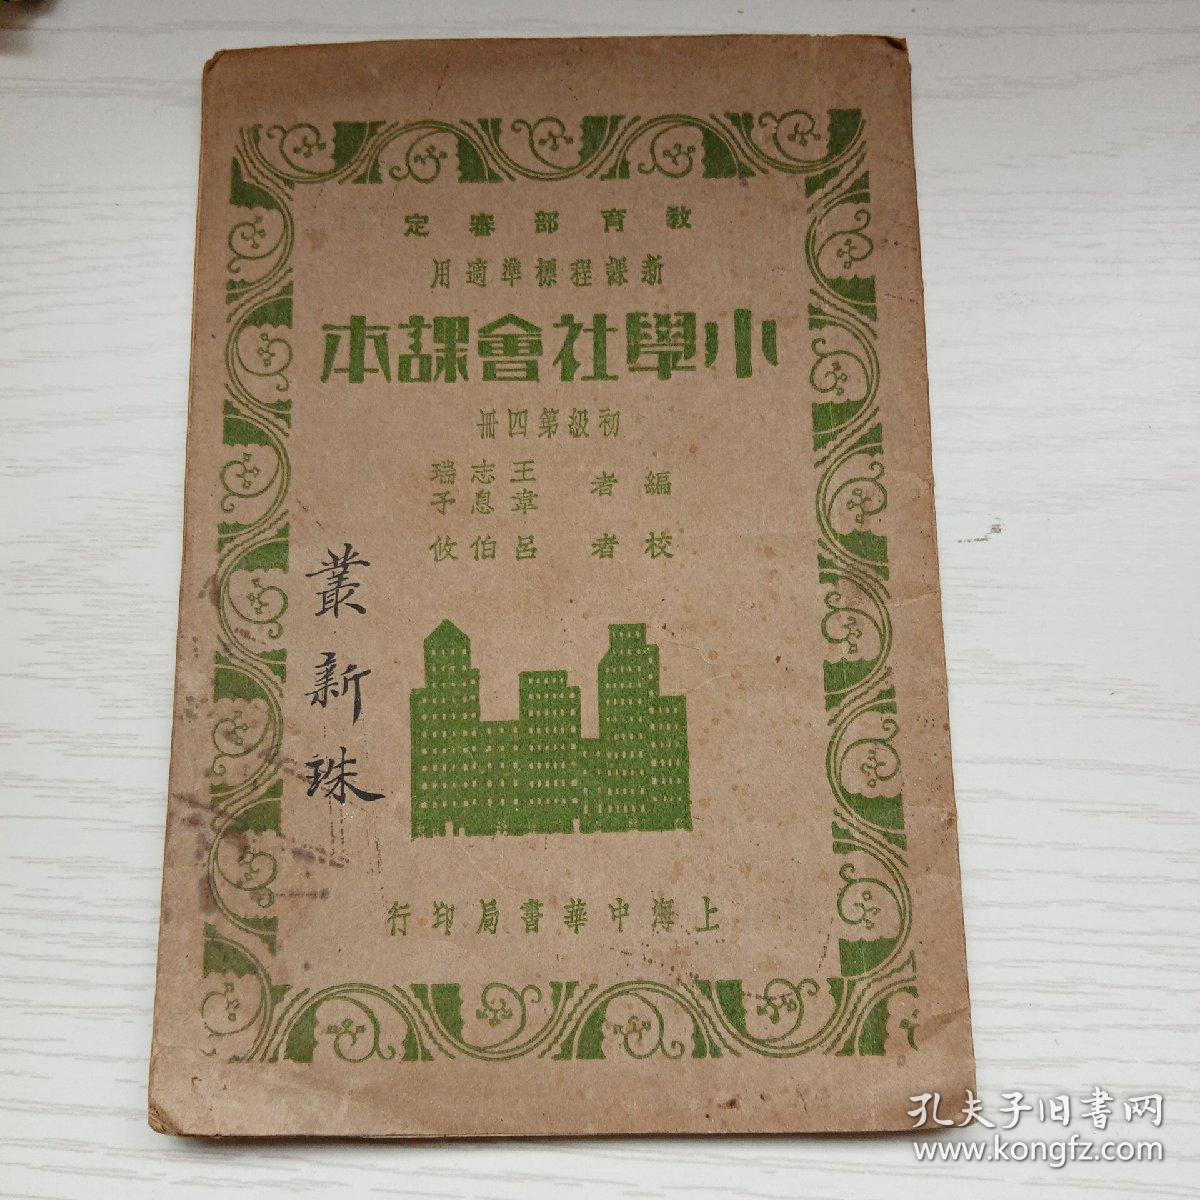 教育部審定
新課程標準適用
小學社會課本
初級第四冊
編者 王志瑞
韋息予
校者 呂伯攸
叢新珠
上海中華書局印行
孔夫子旧书网
www.kongfz.com